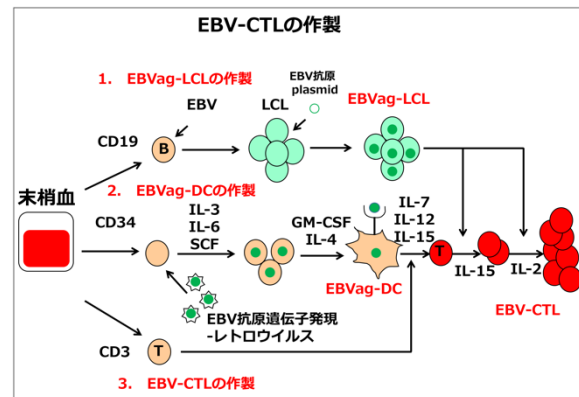 EBV-CTLの作製
1. EBVag-LCLの作製
EBV
LCL
EBV抗原
plasmid
EBVag-LCL
CD19
B
2. EBVag-DCの作製
末梢血
CD34
IL-3
IL-6
SCF
GM-CSF
IL-4
IL-7
IL-12
IL-15
T
IL-15
IL-2
EBVag-DC
EBV-CTL
EBV抗原遺伝子発現
-レトロウイルス
CD3
T
3. EBV-CTLの作製